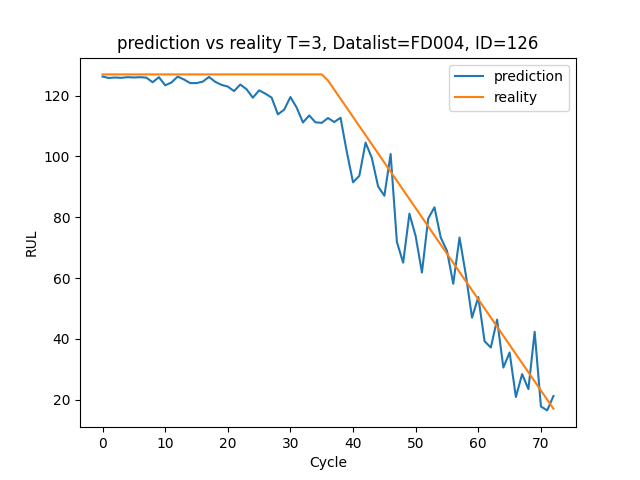 prediction vs reality T=3, Datalist=FD004, ID=126
prediction
reality
RUL
120
100
80
60
40
20
0 10 20 30 40 50 60 70
Cycle